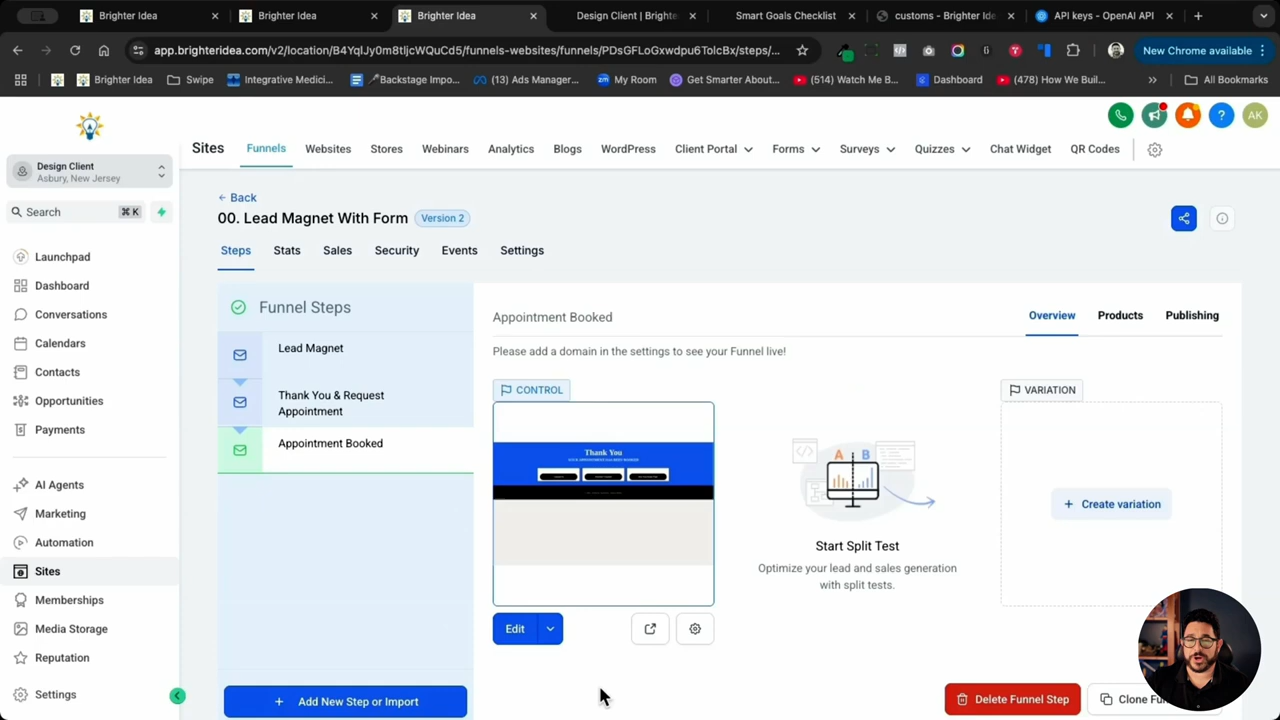 Brighter Idea
Brighter Idea
Brighter Idea
Design Client | Brighte
Smart Goals Checklist
customs - Brighter Ide
API keys - OpenAI API
app.brighteridea.com/v2/location/B4YqIJy0m8tIjcWQuCd5/funnels-websites/funnels/PDsGFLoGxwdpu6TolcBx/steps/...
New Chrome available
Brighter Idea
Swipe
Integrative Medici...
Backstage Impo...
(13) Ads Manager...
My Room
Get Smarter About...
(514) Watch Me B...
Dashboard
(478) How We Buil...
All Bookmarks
AK
Sites
Funnels
Websites
Stores
Webinars
Analytics
Blogs
WordPress
Client Portal
Forms
Surveys
Quizzes
Chat Widget
QR Codes
Design Client
Asbury, New Jersey
Search
⌘ K
Launchpad
Dashboard
Conversations
Calendars
Contacts
Opportunities
Payments
AI Agents
Marketing
Automation
Sites
Memberships
Media Storage
Reputation
Settings
← Back
00. Lead Magnet With Form
Version 2
Steps
Stats
Sales
Security
Events
Settings
Funnel Steps
Lead Magnet
Thank You & Request
Appointment
Appointment Booked
+ Add New Step or Import
Appointment Booked
Overview
Products
Publishing
Please add a domain in the settings to see your Funnel live!
CONTROL
Thank You
Edit
A B
Start Split Test
Optimize your lead and sales generation
with split tests.
VARIATION
+ Create variation
Delete Funnel Step
Clone Fu